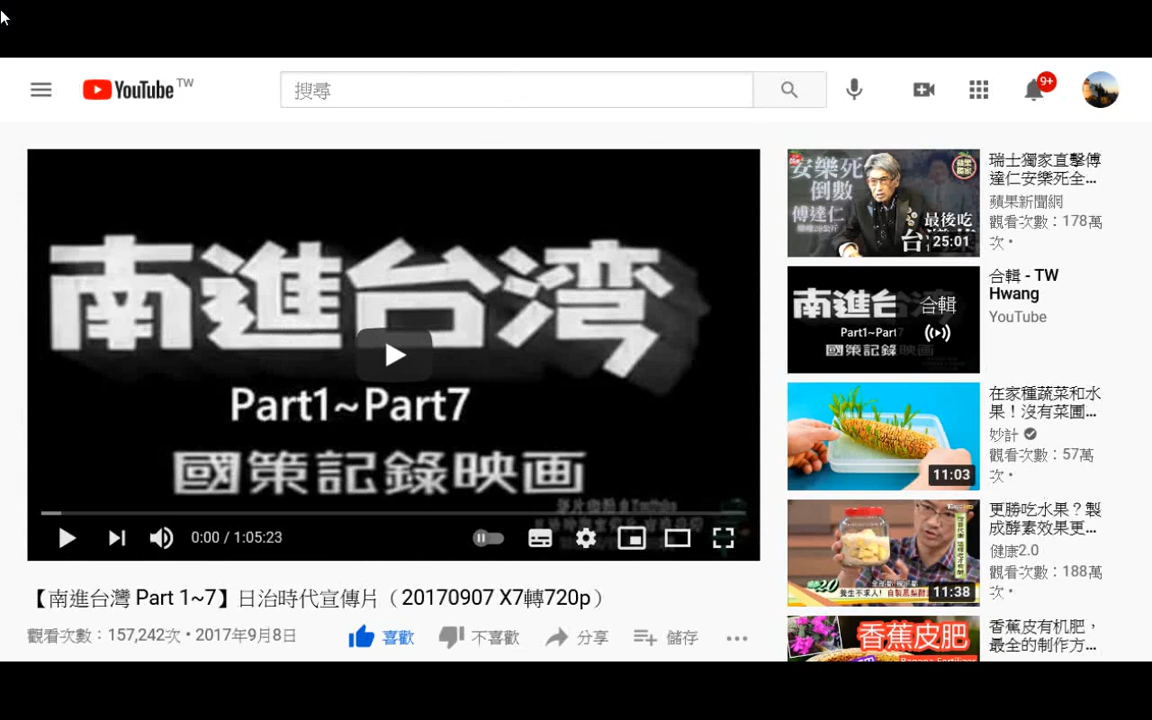 YouTube TW
搜尋
9+
南進台湾
Part1~Part7
國策記錄映画
0:00 / 1:05:23
【南進台灣 Part 1~7】日治時代宣傳片（20170907 X7轉720p）
觀看次數：157,242次 • 2017年9月8日
喜歡
不喜歡
分享
儲存
安樂死
倒數
傅達仁
最後吃
台
25:01
瑞士獨家直擊傅
達仁安樂死全...
蘋果新聞網
觀看次數：178萬
次 •
南進台
合輯
Part1~Part7
國策記錄映画
合輯 - TW
Hwang
YouTube
11:03
在家種蔬菜和水
果！沒有菜圃...
妙計
觀看次數：57萬
次 •
11:38
更勝吃水果？製
成酵素效果更...
健康2.0
觀看次數：188萬
次 •
香蕉皮肥
Banana Fertilizer
香蕉皮有机肥，
最全的制作方...